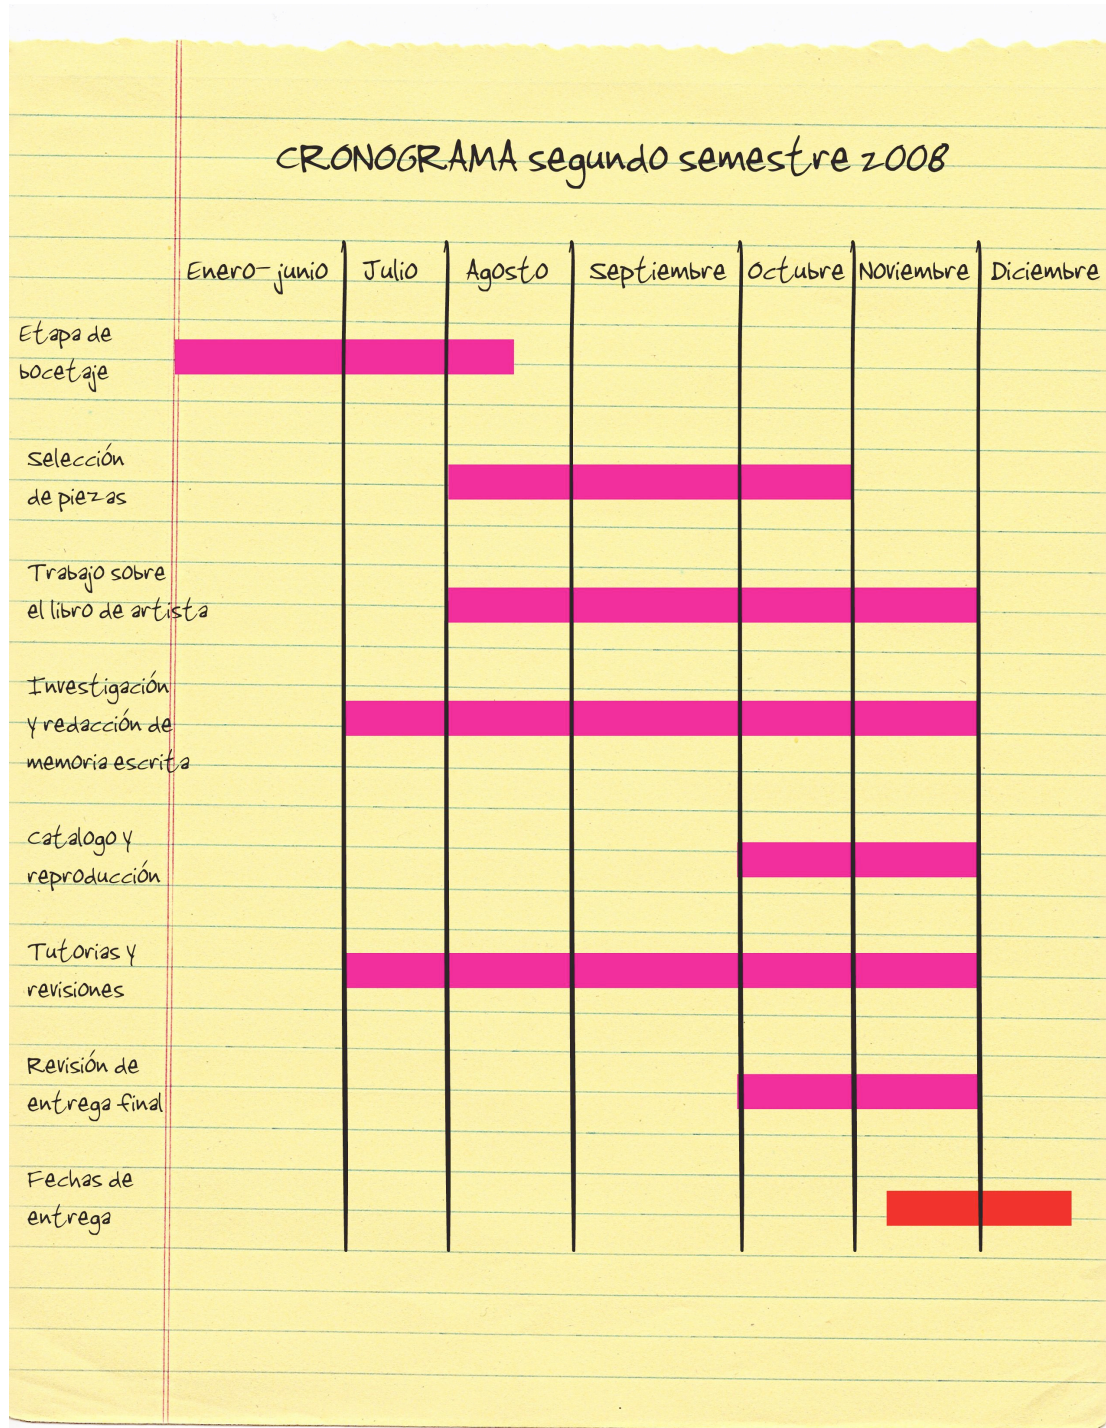 CRONOGRAMA segundo semestre 2008
Enero-junio Julio Agosto Septiembre Octubre Noviembre Diciembre
Etapa de
bocetaje
Selección
de piezas
Trabajo sobre
el libro de artista
Investigación
y redacción de
memoria escrita
Catalogo y
reproducción
Tutorias y
revisiones
Revisión de
entrega final
Fechas de
entrega